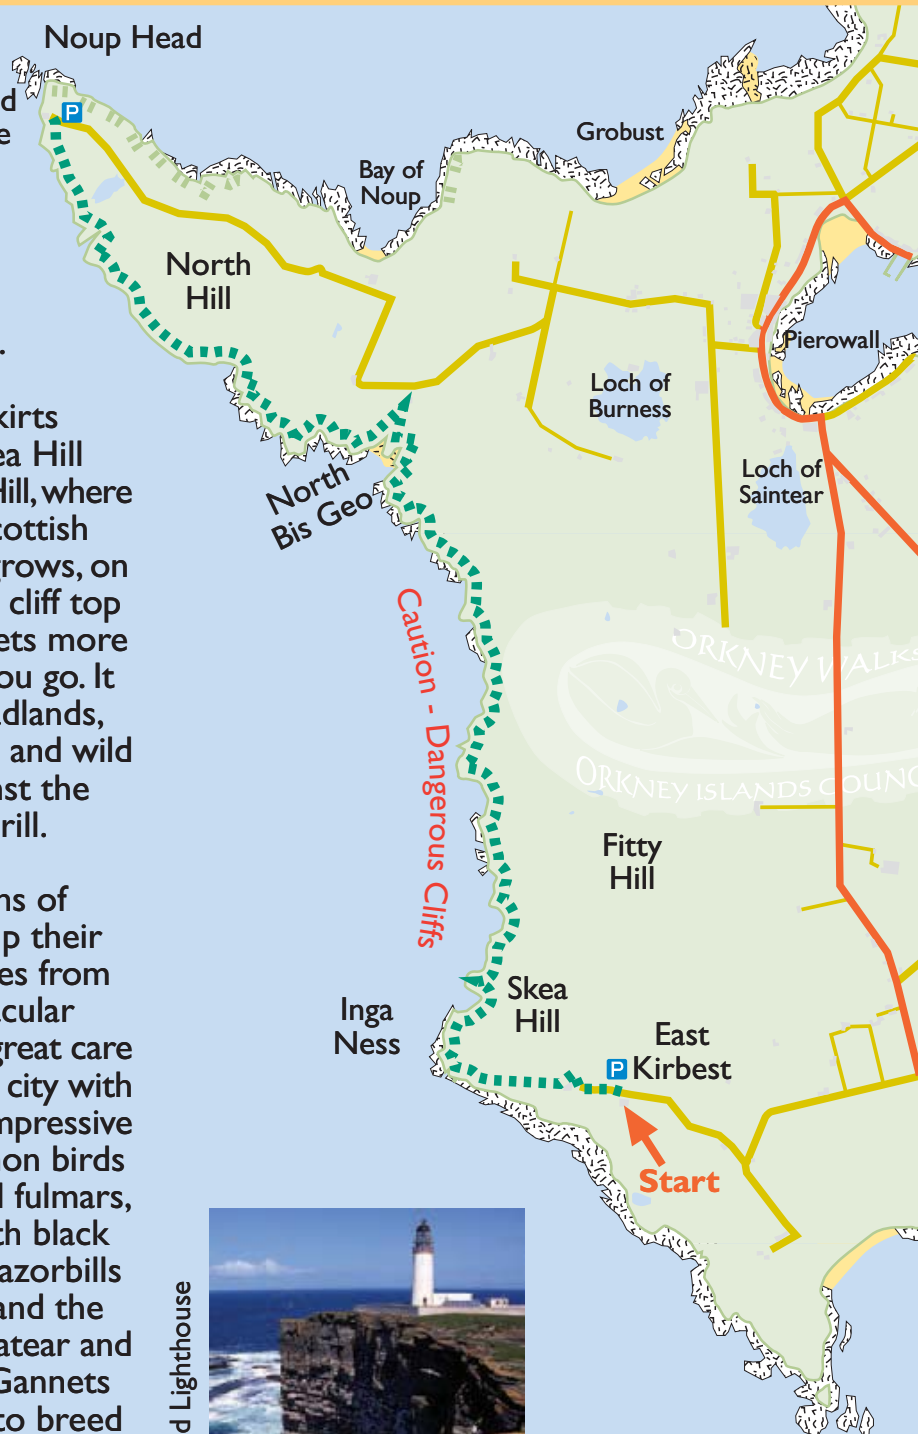 Noup Head
d
e
P
Grobust
Bay of
Noup
North
Hill
.
Pierowall
Loch of
Burness
kirts
ea Hill
Hill, where
cottish
grows, on
cliff top
ets more
ou go. It
adlands,
and wild
nst the
rill.
Loch of
Saintear
North
Bis Geo
Caution - Dangerous Cliffs
ORKNEY WALKS
ORKNEY ISLANDS COUNC
Fitty
Hill
ns of
p their
es from
cular
great care
city with
mpressive
non birds
l fulmars,
th black
azorbills
and the
atear and
Gannets
to breed
Inga
Ness
Skea
Hill
East
Kirbest
P
Start
d Lighthouse